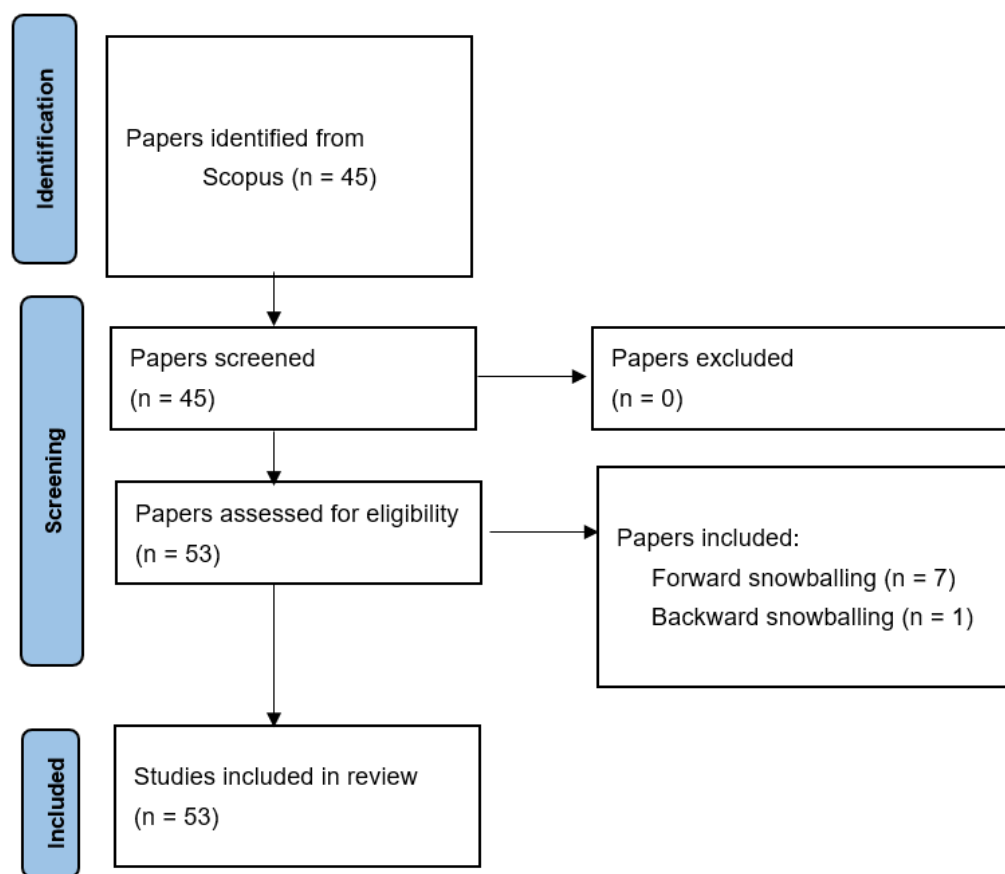 Identification
Papers identified from
Scopus (n = 45)
Screening
Papers screened
(n = 45)
Papers excluded
(n = 0)
Papers assessed for eligibility
(n = 53)
Papers included:
Forward snowballing (n = 7)
Backward snowballing (n = 1)
Included
Studies included in review
(n = 53)